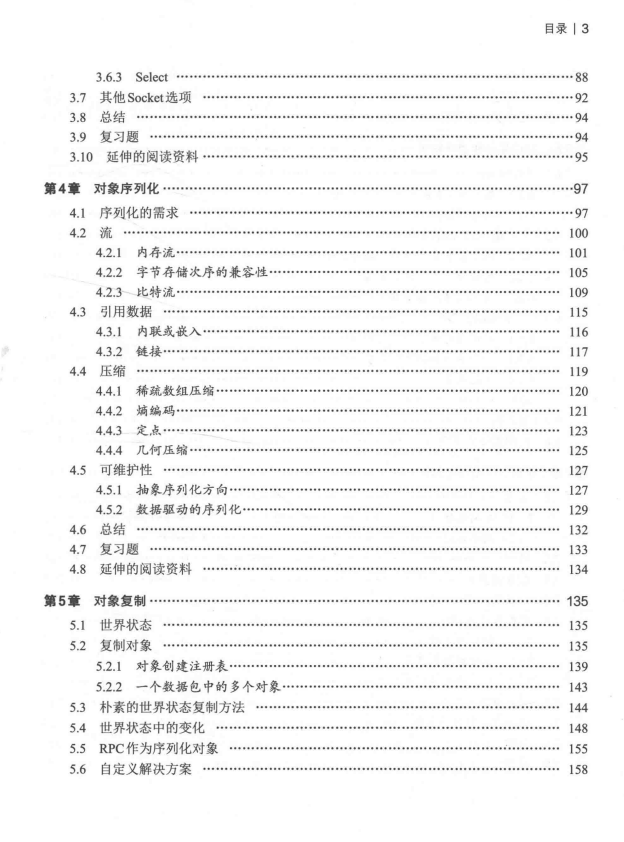 目录 | 3
3.6.3 Select ……………………………………………………… 88
3.7 其他Socket选项 ……………………………………………………… 92
3.8 总结 ……………………………………………………… 94
3.9 复习题 ……………………………………………………… 94
3.10 延伸的阅读资料 ……………………………………………………… 95
第4章 对象序列化 ……………………………………………………… 97
4.1 序列化的需求 ……………………………………………………… 97
4.2 流 ……………………………………………………… 100
4.2.1 内存流 ……………………………………………………… 101
4.2.2 字节存储次序的兼容性 ……………………………………………………… 105
4.2.3 比特流 ……………………………………………………… 109
4.3 引用数据 ……………………………………………………… 115
4.3.1 内联或嵌入 ……………………………………………………… 116
4.3.2 链接 ……………………………………………………… 117
4.4 压缩 ……………………………………………………… 119
4.4.1 稀疏数组压缩 ……………………………………………………… 120
4.4.2 熵编码 ……………………………………………………… 121
4.4.3 定点 ……………………………………………………… 123
4.4.4 几何压缩 ……………………………………………………… 125
4.5 可维护性 ……………………………………………………… 127
4.5.1 抽象序列化方向 ……………………………………………………… 127
4.5.2 数据驱动的序列化 ……………………………………………………… 129
4.6 总结 ……………………………………………………… 132
4.7 复习题 ……………………………………………………… 133
4.8 延伸的阅读资料 ……………………………………………………… 134
第5章 对象复制 ……………………………………………………… 135
5.1 世界状态 ……………………………………………………… 135
5.2 复制对象 ……………………………………………………… 135
5.2.1 对象创建注册表 ……………………………………………………… 139
5.2.2 一个数据包中的多个对象 ……………………………………………………… 143
5.3 朴素的世界状态复制方法 ……………………………………………………… 144
5.4 世界状态中的变化 ……………………………………………………… 148
5.5 RPC作为序列化对象 ……………………………………………………… 155
5.6 自定义解决方案 ……………………………………………………… 158